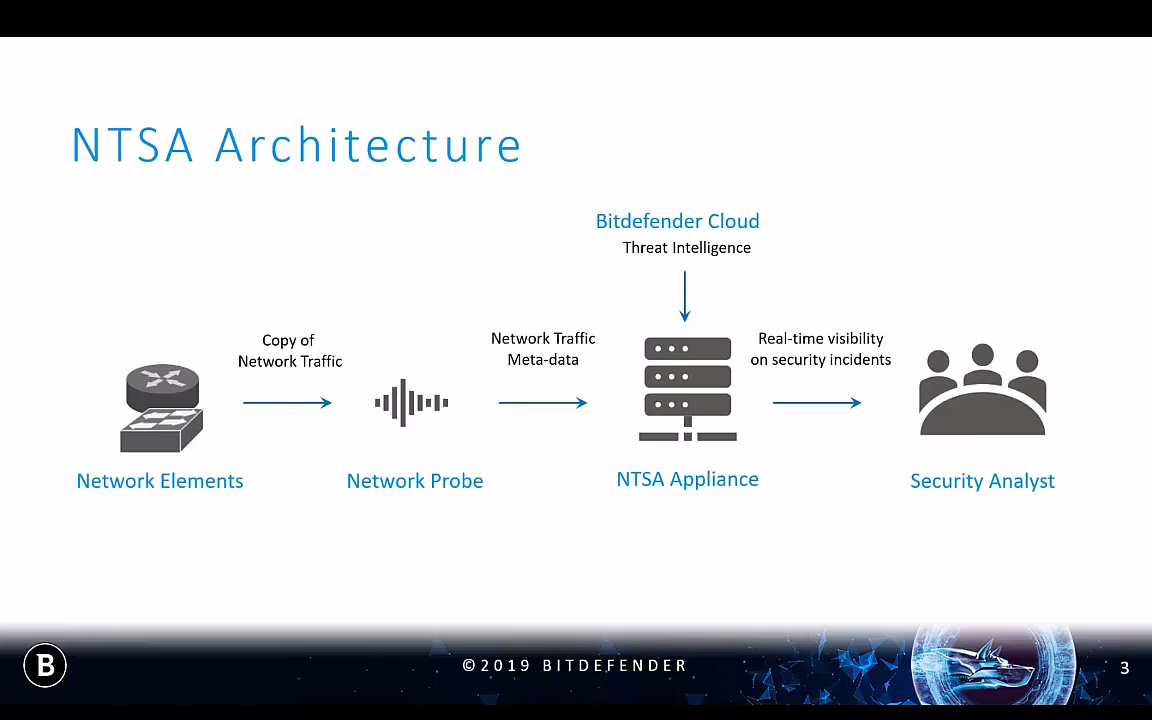 NTSA Architecture
Bitdefender Cloud
Threat Intelligence
Copy of
Network Traffic
Network Traffic
Meta-data
Real-time visibility
on security incidents
Network Elements
Network Probe
NTSA Appliance
Security Analyst
B
©2019 BITDEFENDER
3